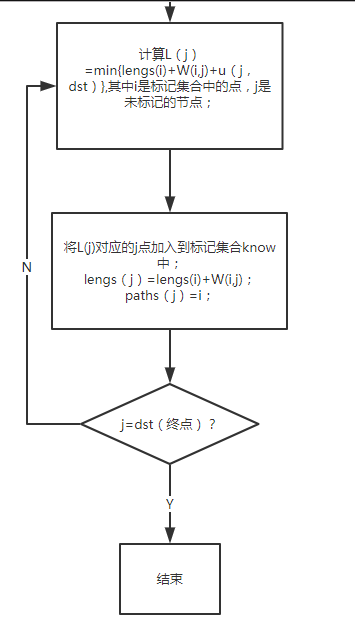 计算L（j）
=min{lengs(i)+W(i,j)+u（j，
dst）},其中i是标记集合中的点，j是
未标记的节点；
将L(j)对应的j点加入到标记集合know
中；
lengs（j）=lengs(i)+W(i,j)；
paths（j）=i；
N
j=dst（终点）？
Y
结束